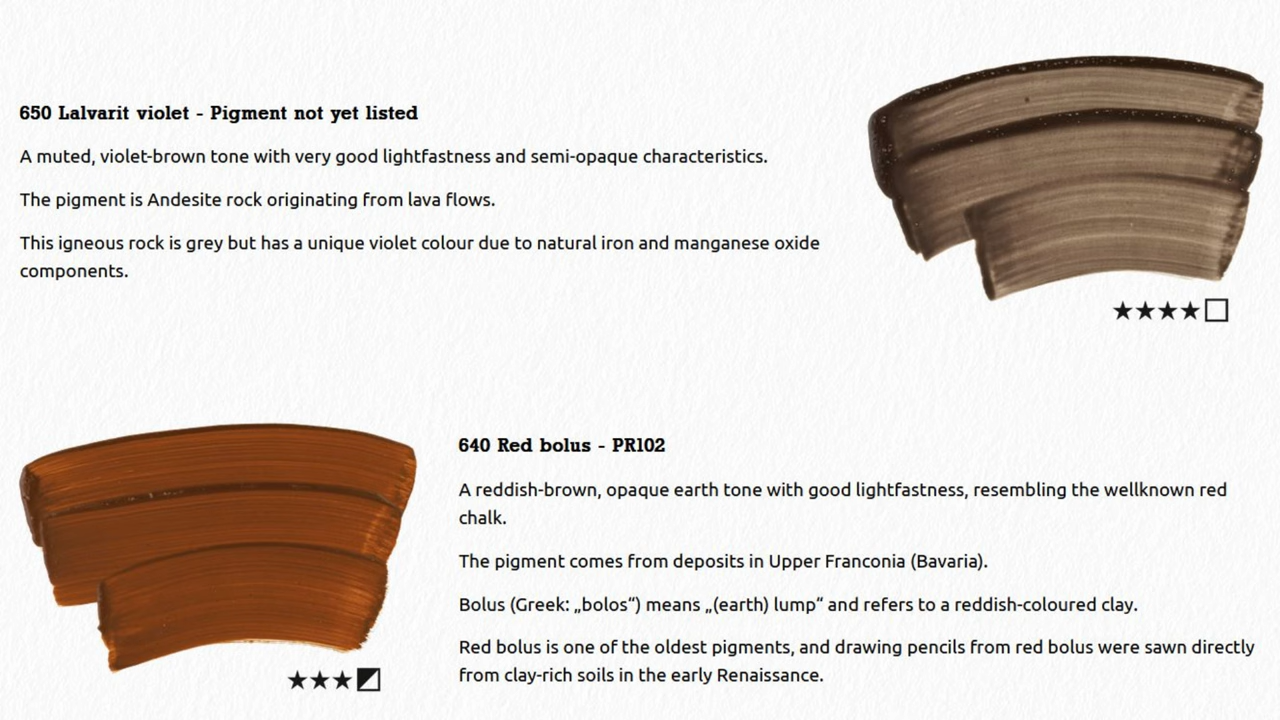 650 Lalvarit violet - Pigment not yet listed
A muted, violet-brown tone with very good lightfastness and semi-opaque characteristics.
The pigment is Andesite rock originating from lava flows.
This igneous rock is grey but has a unique violet colour due to natural iron and manganese oxide
components.
★★★★□
640 Red bolus - PR102
A reddish-brown, opaque earth tone with good lightfastness, resembling the wellknown red
chalk.
The pigment comes from deposits in Upper Franconia (Bavaria).
Bolus (Greek: „bolos“) means „(earth) lump“ and refers to a reddish-coloured clay.
Red bolus is one of the oldest pigments, and drawing pencils from red bolus were sawn directly
from clay-rich soils in the early Renaissance.
★★★◩